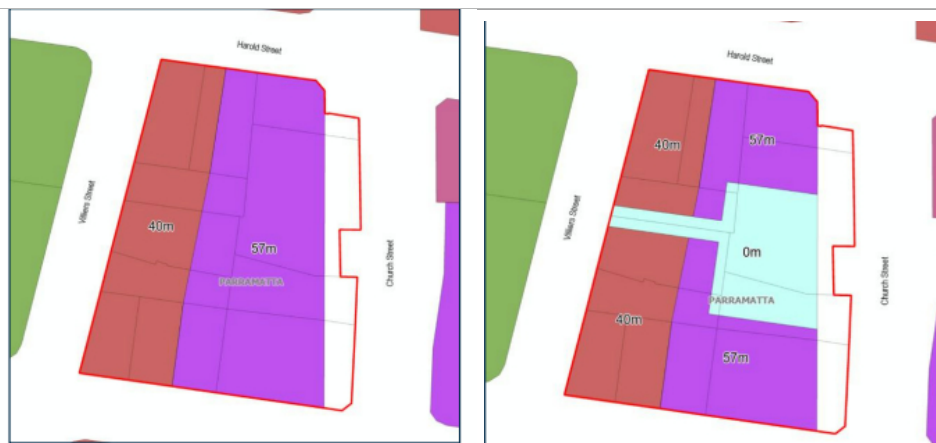 Harold Street
Villiers Street
40m
57m
PARRAMATTA
Church Street
Harold Street
57m
40m
Villiers Street
0m
Church Street
PARRAMATTA
40m
57m